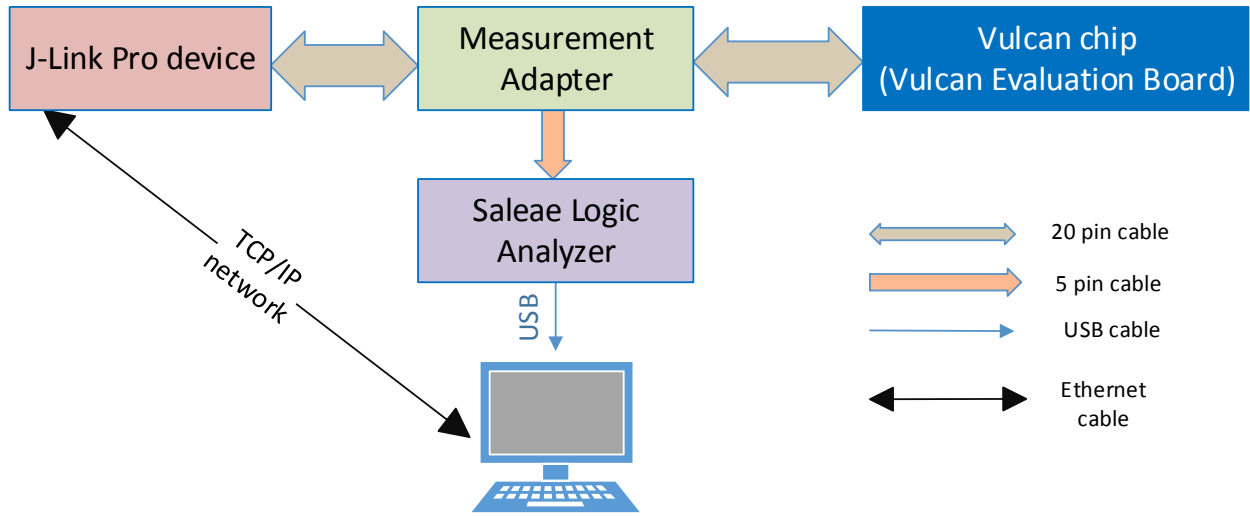 J-Link Pro device
Measurement
Adapter
Vulcan chip
(Vulcan Evaluation Board)
Saleae Logic
Analyzer
TCP/IP
network
USB
20 pin cable
5 pin cable
USB cable
Ethernet
cable